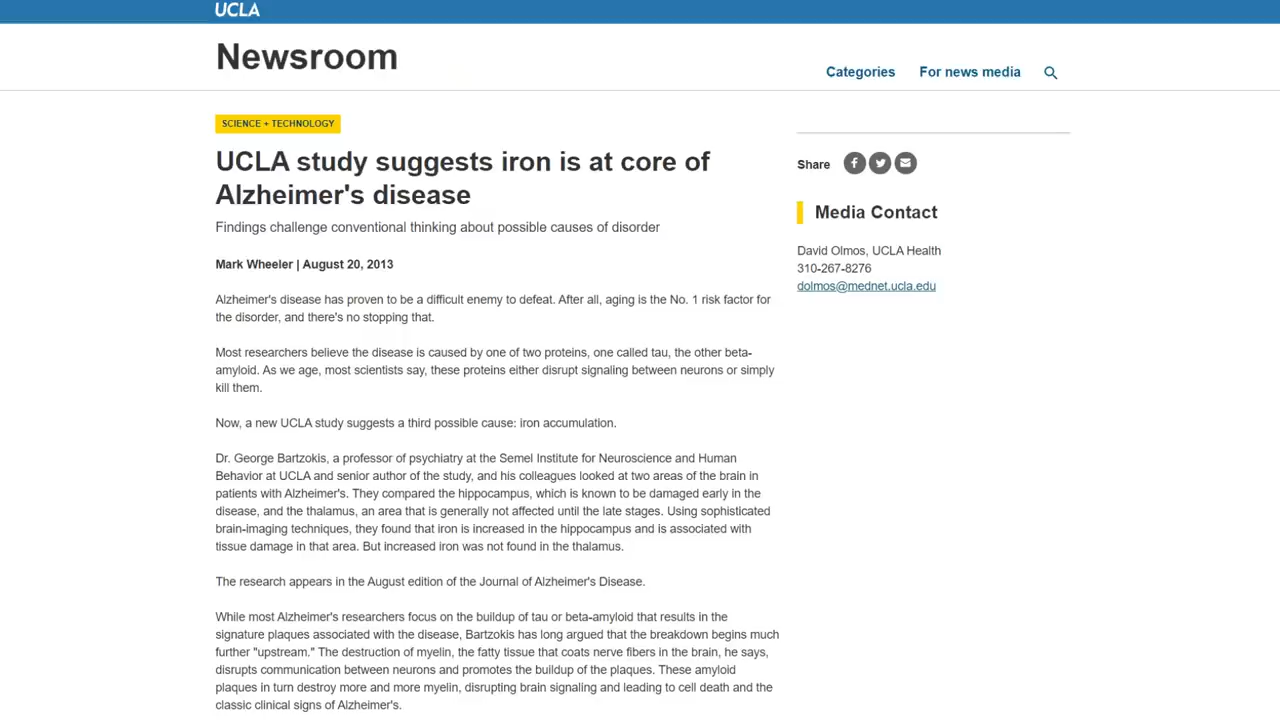 UCLA
Newsroom
Categories
For news media
SCIENCE + TECHNOLOGY
UCLA study suggests iron is at core of
Alzheimer's disease
Findings challenge conventional thinking about possible causes of disorder
Mark Wheeler | August 20, 2013
Alzheimer's disease has proven to be a difficult enemy to defeat. After all, aging is the No. 1 risk factor for
the disorder, and there's no stopping that.
Most researchers believe the disease is caused by one of two proteins, one called tau, the other beta-
amyloid. As we age, most scientists say, these proteins either disrupt signaling between neurons or simply
kill them.
Now, a new UCLA study suggests a third possible cause: iron accumulation.
Dr. George Bartzokis, a professor of psychiatry at the Semel Institute for Neuroscience and Human
Behavior at UCLA and senior author of the study, and his colleagues looked at two areas of the brain in
patients with Alzheimer's. They compared the hippocampus, which is known to be damaged early in the
disease, and the thalamus, an area that is generally not affected until the late stages. Using sophisticated
brain-imaging techniques, they found that iron is increased in the hippocampus and is associated with
tissue damage in that area. But increased iron was not found in the thalamus.
The research appears in the August edition of the Journal of Alzheimer's Disease.
While most Alzheimer's researchers focus on the buildup of tau or beta-amyloid that results in the
signature plaques associated with the disease, Bartzokis has long argued that the breakdown begins much
further "upstream." The destruction of myelin, the fatty tissue that coats nerve fibers in the brain, he says,
disrupts communication between neurons and promotes the buildup of the plaques. These amyloid
plaques in turn destroy more and more myelin, disrupting brain signaling and leading to cell death and the
classic clinical signs of Alzheimer's.
Share
Media Contact
David Olmos, UCLA Health
310-267-8276
dolmos@mednet.ucla.edu